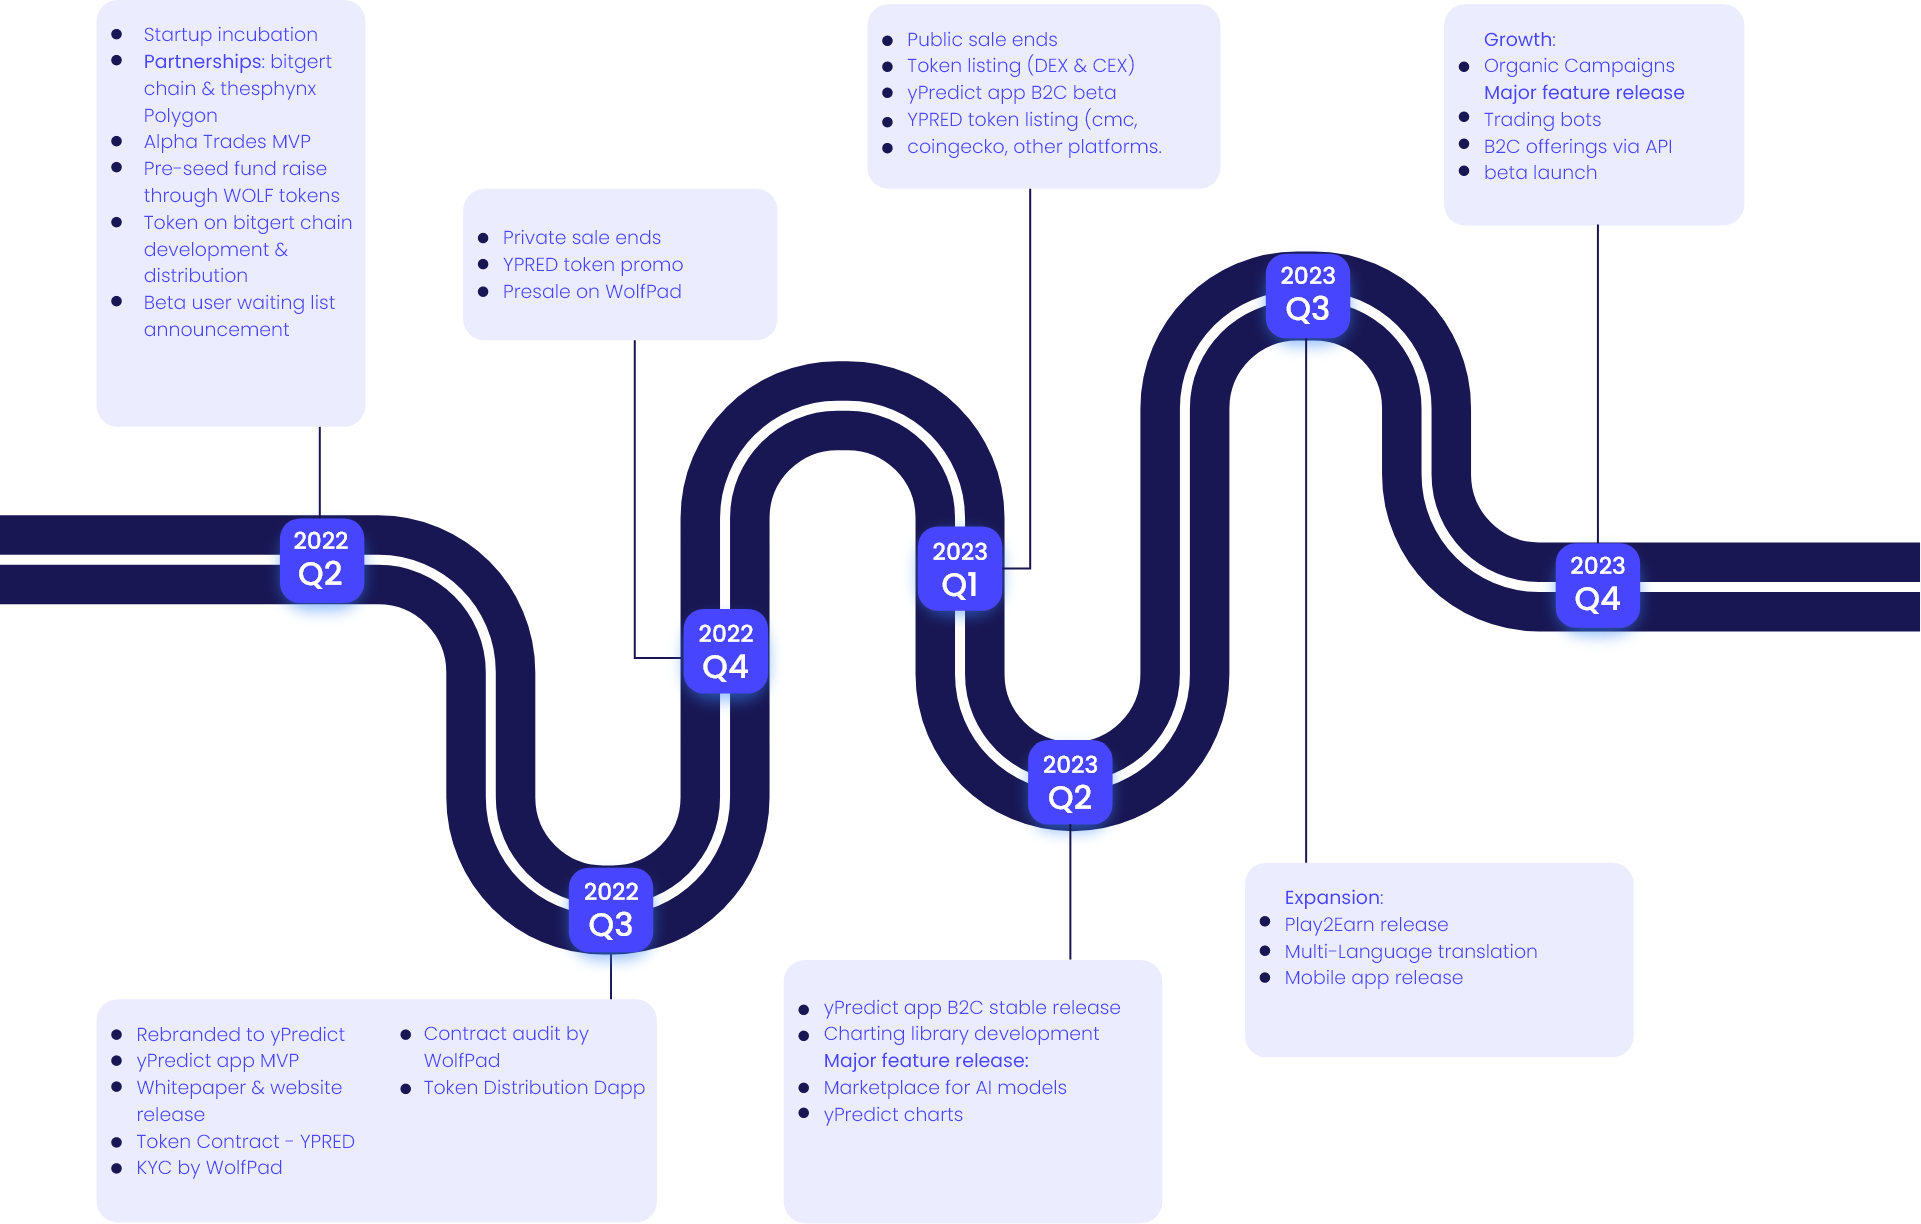 Startup incubation
Partnerships: bitgert
chain & thesphynx
Polygon
Alpha Trades MVP
Pre-seed fund raise
through WOLF tokens
Token on bitgert chain
development &
distribution
Beta user waiting list
announcement
2022
Q2
Rebranded to yPredict
yPredict app MVP
Whitepaper & website
release
Token Contract - YPRED
KYC by WolfPad
Contract audit by
WolfPad
Token Distribution Dapp
2022
Q3
Private sale ends
YPRED token promo
Presale on WolfPad
2022
Q4
Public sale ends
Token listing (DEX & CEX)
yPredict app B2C beta
YPRED token listing (cmc,
coingecko, other platforms.
2023
Q1
2023
Q2
yPredict app B2C stable release
Charting library development
Major feature release:
Marketplace for AI models
yPredict charts
2023
Q3
Expansion:
Play2Earn release
Multi-Language translation
Mobile app release
Growth:
Organic Campaigns
Major feature release
Trading bots
B2C offerings via API
beta launch
2023
Q4